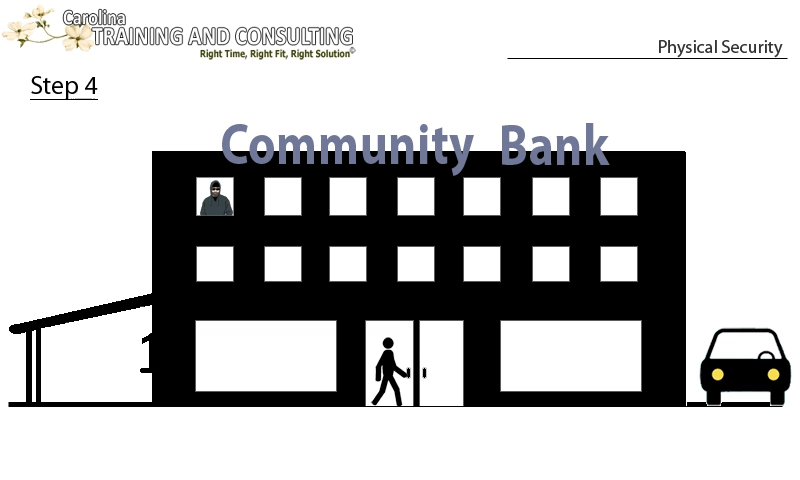 Carolina
TRAINING AND CONSULTING
Right Time, Right Fit, Right Solution©
Physical Security
Step 4
Community Bank